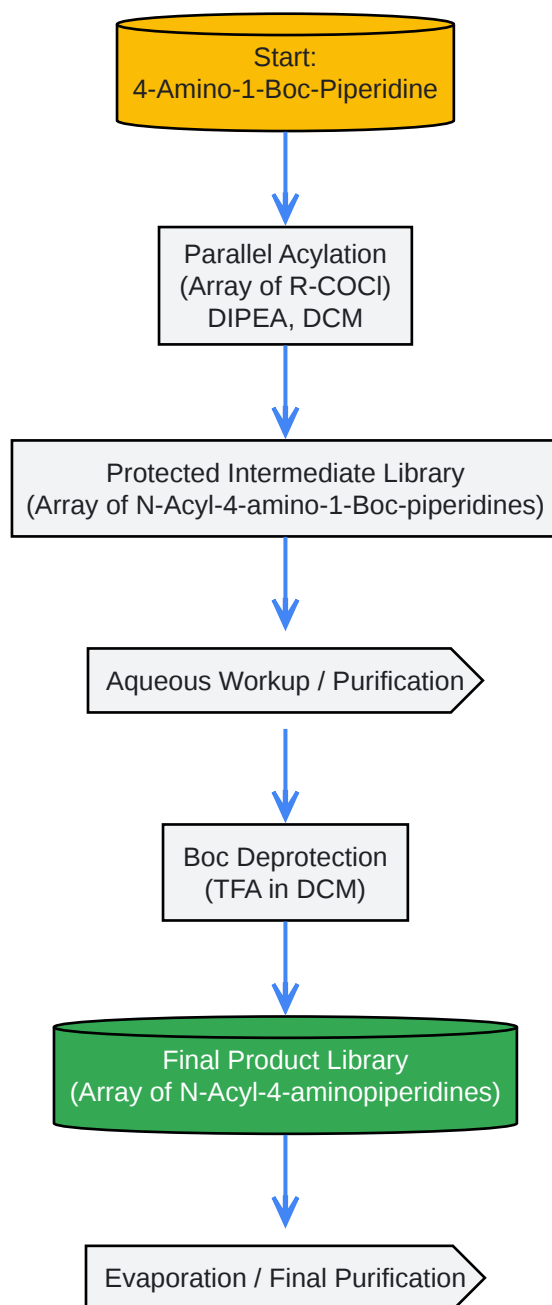 Start:
4-Amino-1-Boc-Piperidine
Parallel Acylation
(Array of R-COCl)
DIPEA, DCM
Protected Intermediate Library
(Array of N-Acyl-4-amino-1-Boc-piperidines)
Aqueous Workup / Purification
Boc Deprotection
(TFA in DCM)
Final Product Library
(Array of N-Acyl-4-aminopiperidines)
Evaporation / Final Purification